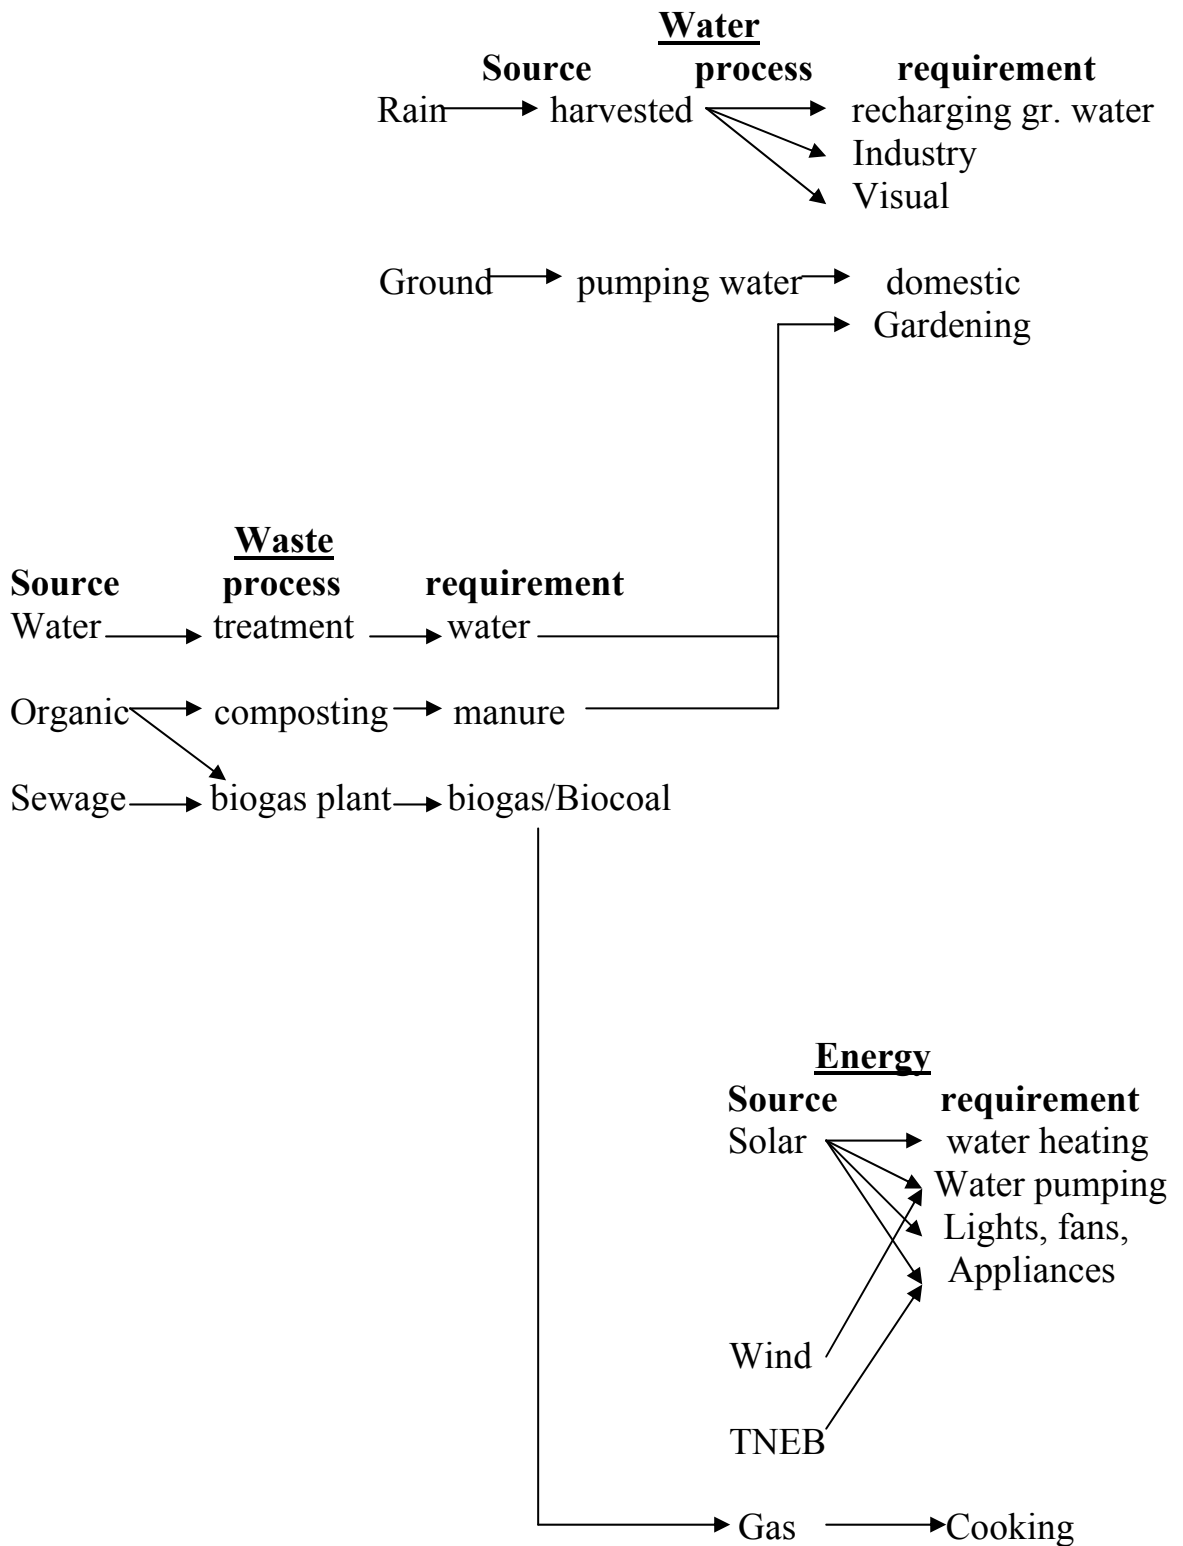 Water
Source process requirement
Rain harvested recharging gr. water
Industry
Visual
Ground pumping water domestic
Gardening
Waste
Source process requirement
Water treatment water
Organic composting manure
Sewage biogas plant biogas/Biocoal
Energy
Source requirement
Solar water heating
Water pumping
Lights, fans,
Appliances
Wind
TNEB
Gas Cooking